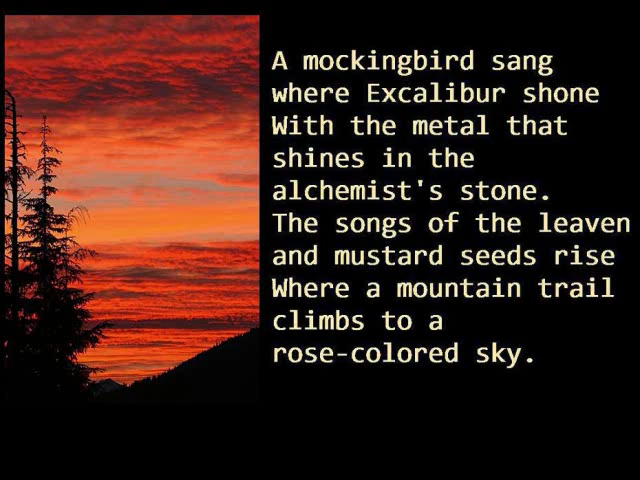 A mockingbird sang
where Excalibur shone
With the metal that
shines in the
alchemist's stone.
The songs of the leaven
and mustard seeds rise
Where a mountain trail
climbs to a
rose-colored sky.